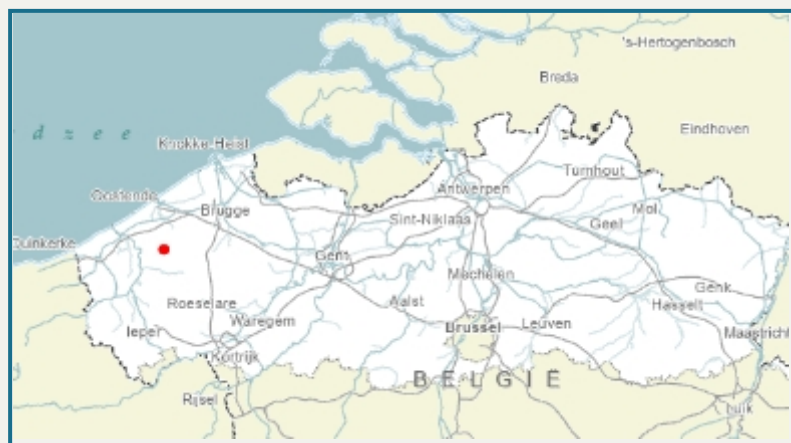 's-Hertogenbosch
Breda
d z e e
Eindhoven
Knokke-Heist
Turnhout
Oostende
Antwerpen
Mol
Brugge
Sint-Niklaas
Geel
Duinkerke
Gent
Mechelen
Genk
Roeselare
Aalst
Hasselt
Ieper
Waregem
Brussel
Leuven
Maastricht
Kortrijk
BELGIË
Rijsel
Luik